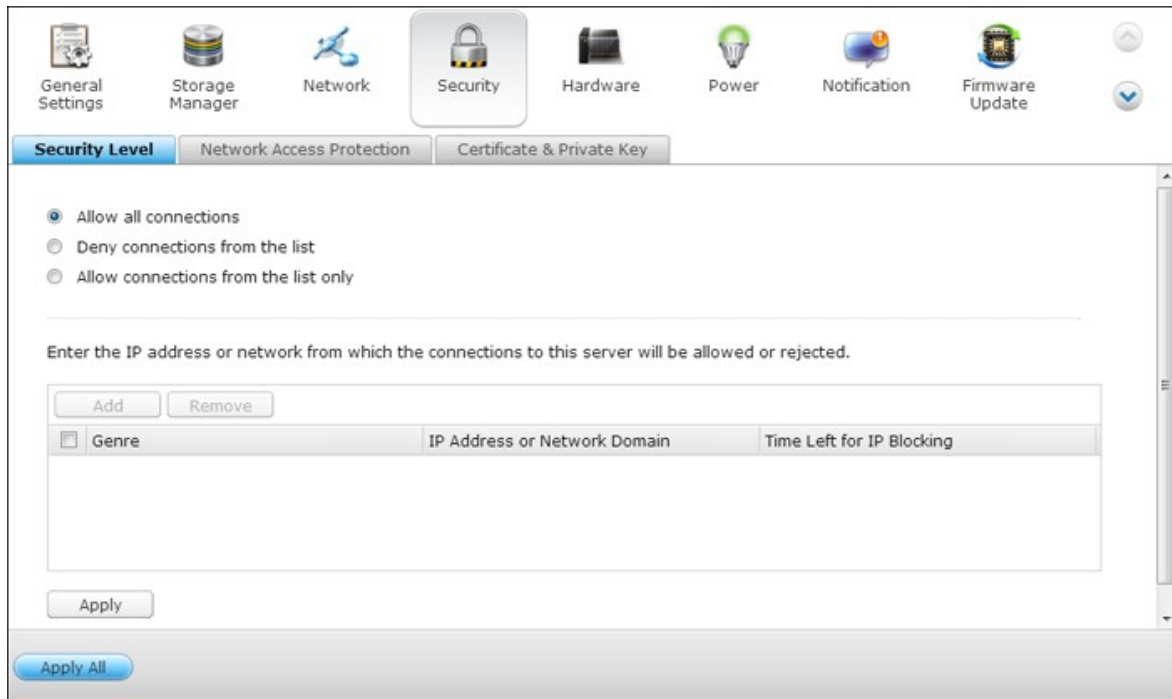 General Settings
Storage Manager
Network
Security
Hardware
Power
Notification
Firmware Update
Security Level
Network Access Protection
Certificate & Private Key
Allow all connections
Deny connections from the list
Allow connections from the list only
Enter the IP address or network from which the connections to this server will be allowed or rejected.
Add
Remove
Genre
IP Address or Network Domain
Time Left for IP Blocking
Apply
Apply All